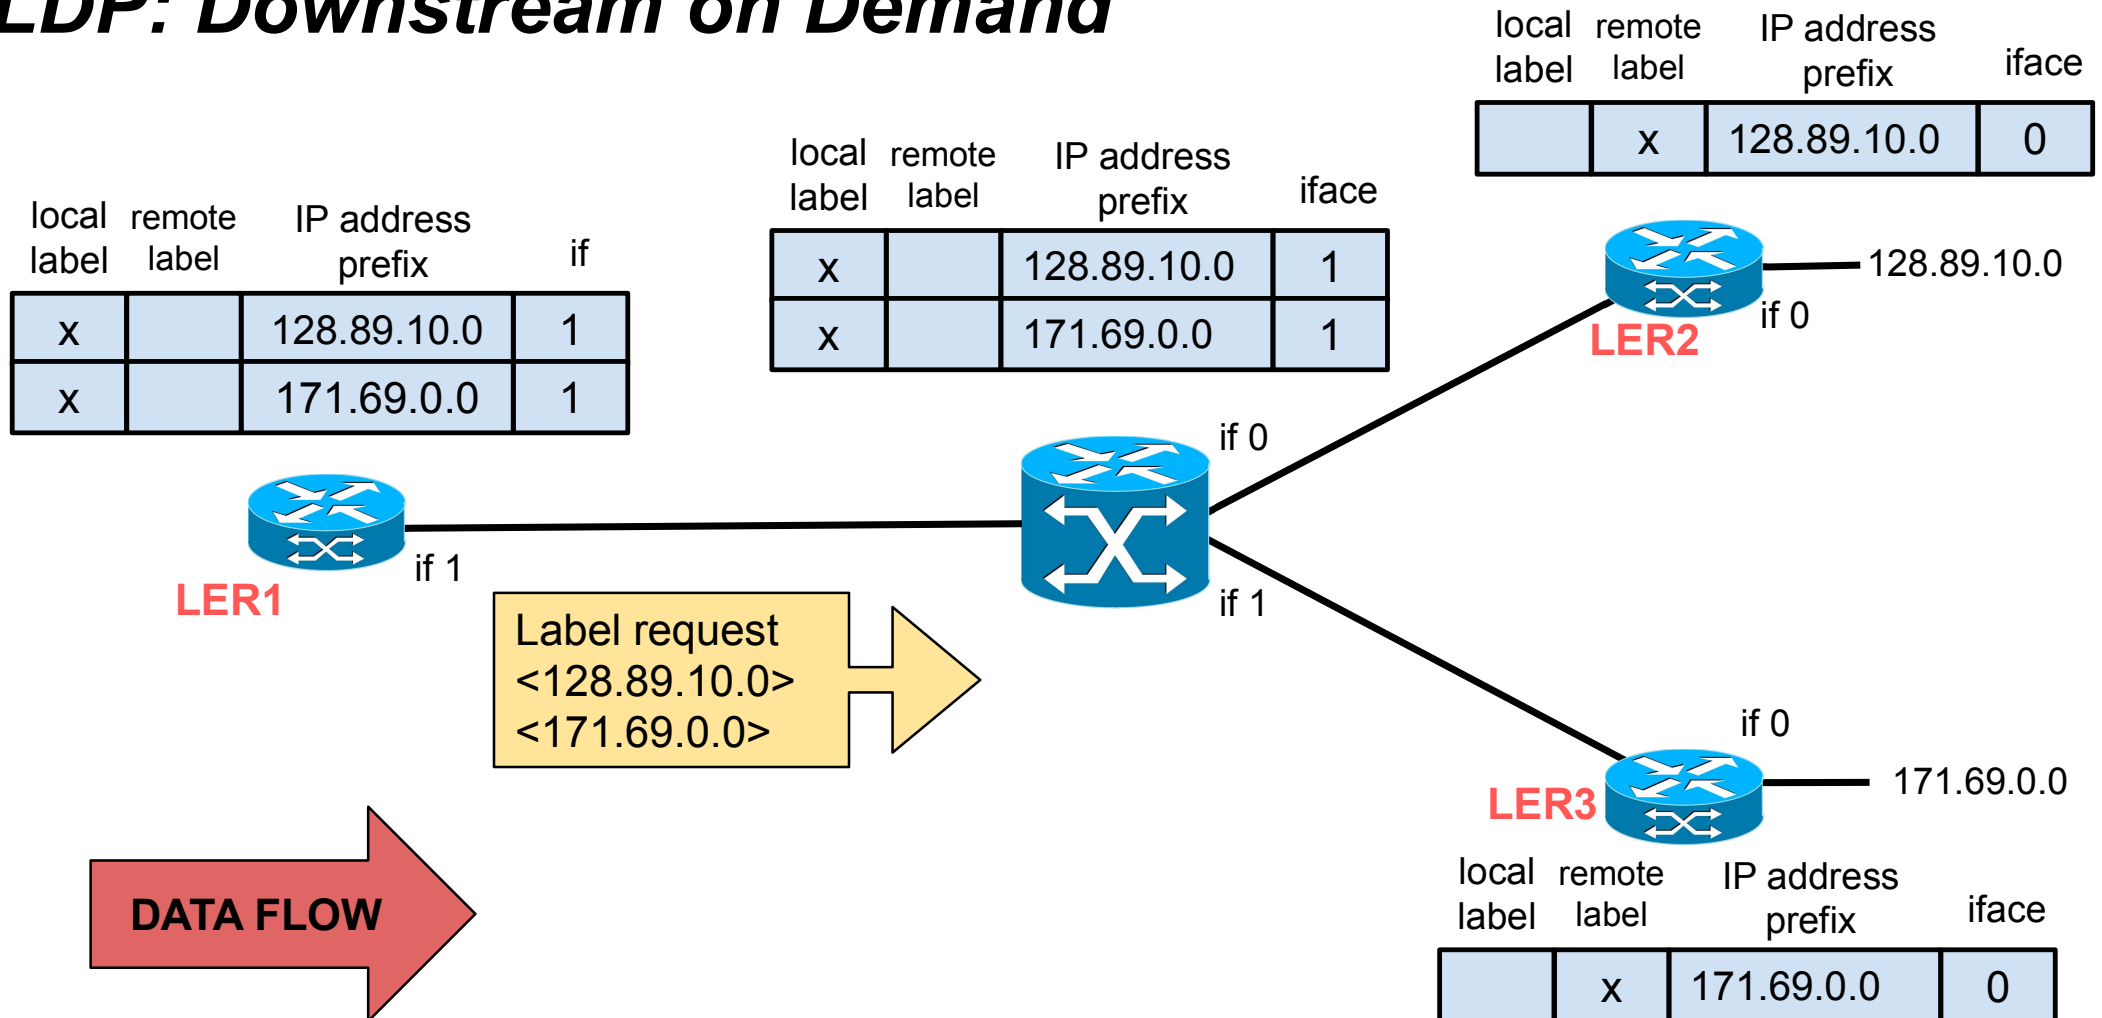 LDP: Downstream on Demand
local remote IP address
label label prefix iface
x 128.89.10.0 0
local remote IP address
label label prefix iface
x 128.89.10.0 1
x 171.69.0.0 1
local remote IP address
label label prefix if
x 128.89.10.0 1
x 171.69.0.0 1
128.89.10.0
if 0
LER2
if 0
if 1
LER1
if 1
Label request
<128.89.10.0>
<171.69.0.0>
if 0
171.69.0.0
LER3
DATA FLOW
local remote IP address
label label prefix iface
x 171.69.0.0 0